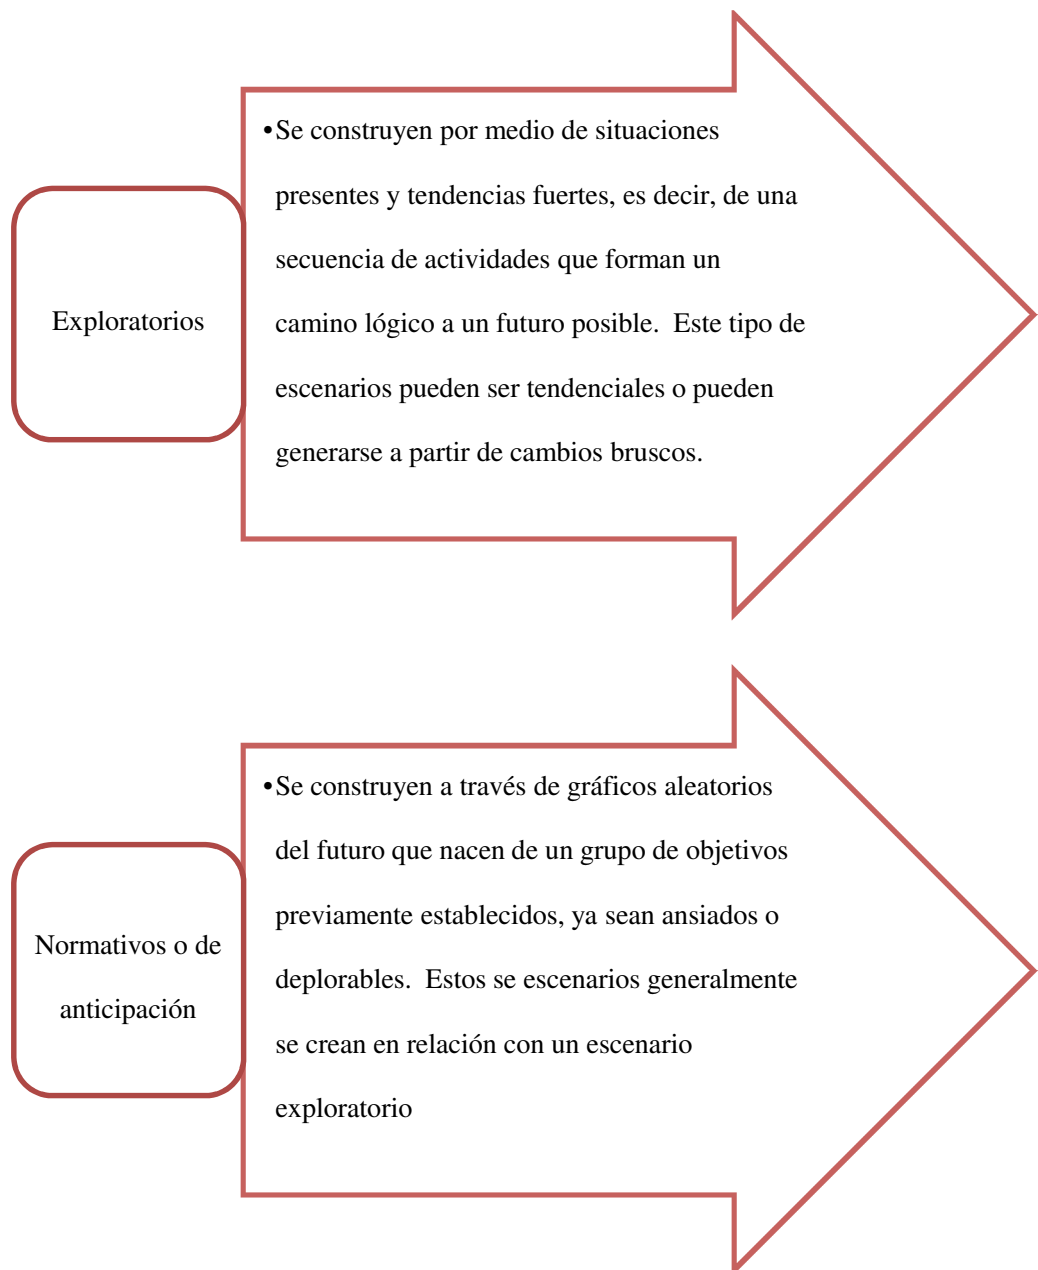 Exploratorios
•Se construyen por medio de situaciones
presentes y tendencias fuertes, es decir, de una
secuencia de actividades que forman un
camino lógico a un futuro posible.  Este tipo de
escenarios pueden ser tendenciales o pueden
generarse a partir de cambios bruscos.
Normativos o de
anticipación
•Se construyen a través de gráficos aleatorios
del futuro que nacen de un grupo de objetivos
previamente establecidos, ya sean ansiados o
deplorables.  Estos se escenarios generalmente
se crean en relación con un escenario
exploratorio